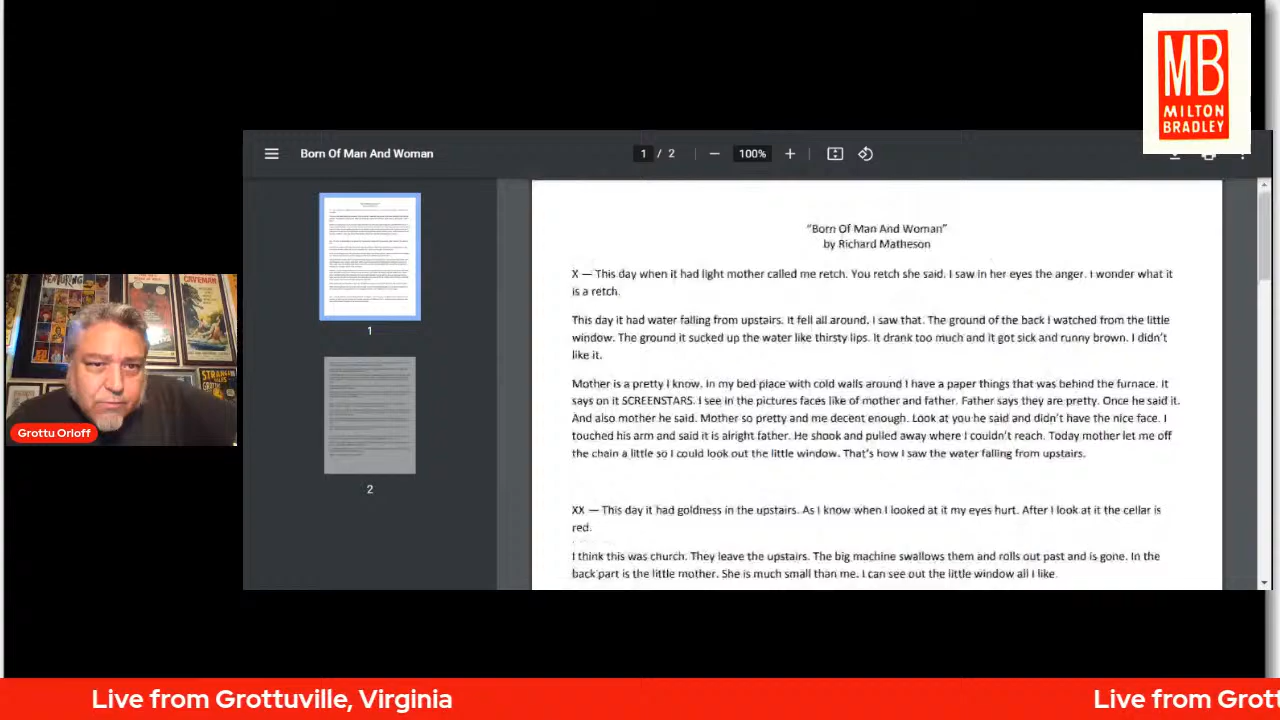 MB
MILTON
BRADLEY
Born Of Man And Woman
1 / 2
100%
“Born Of Man And Woman”
by Richard Matheson
X — This day when it had light mother called me retch. You retch she said. I saw in her eyes the anger. I wonder what it
is a retch.
This day it had water falling from upstairs. It fell all around. I saw that. The ground of the back I watched from the little
window. The ground it sucked up the water like thirsty lips. It drank too much and it got sick and runny brown. I didn’t
like it.
Mother is a pretty I know. In my bed place with cold walls around I have a paper things that was behind the furnace. It
says on it SCREENSTARS. I see in the pictures faces like of mother and father. Father says they are pretty. Once he said it.
And also mother he said. Mother so pretty and me decent enough. Look at you he said and didn’t have the nice face. I
touched his arm and said it is alright father. He shook and pulled away where I couldn’t reach. Today mother let me off
the chain a little so I could look out the little window. That’s how I saw the water falling from upstairs.
XX — This day it had goldness in the upstairs. As I know when I looked at it my eyes hurt. After I look at it the cellar is
red.
I think this was church. They leave the upstairs. The big machine swallows them and rolls out past and is gone. In the
back part is the little mother. She is much small than me. I can see out the little window all I like.
1
2
CAVEMAN
STRANGE
TALES
Grottu Orloff
Live from Grottuville, Virginia
Live from Grott